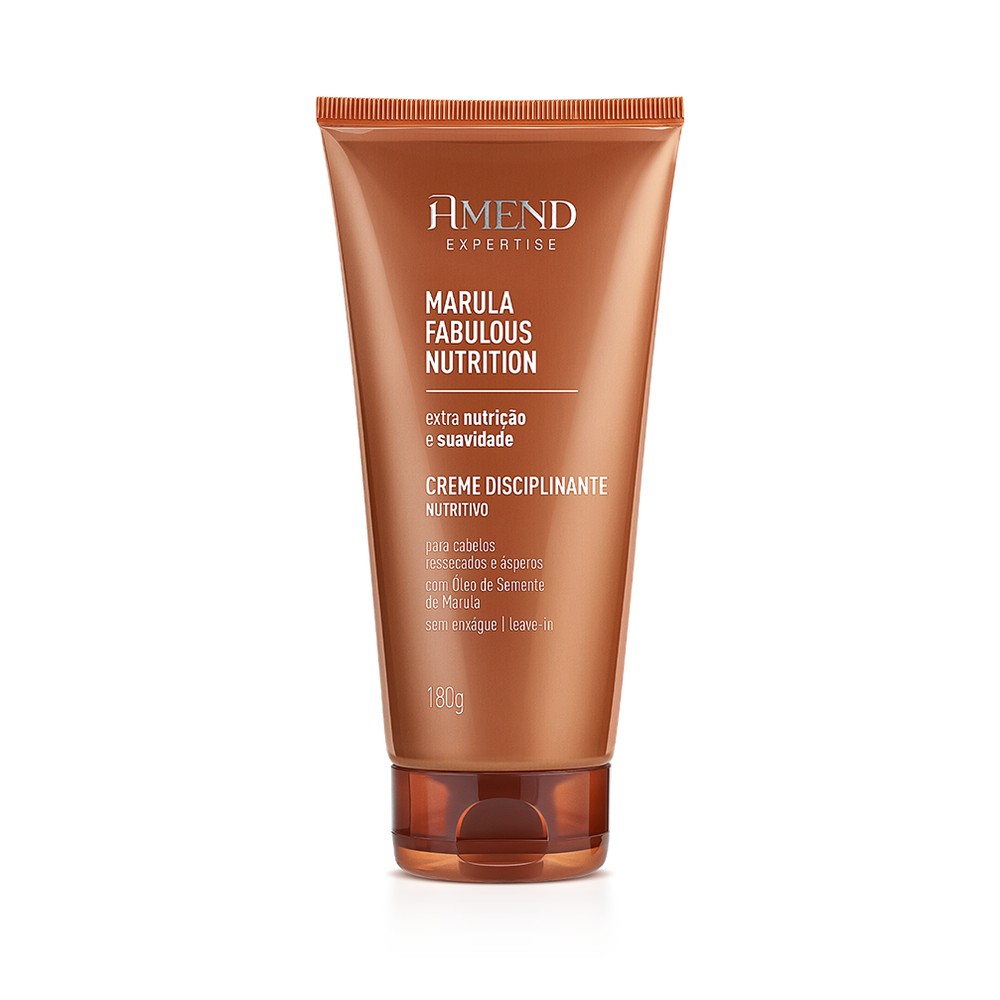 AMEND
EXPERTISE
MARULA
FABULOUS
NUTRITION
extra nutrição
e suavidade
CREME DISCIPLINANTE
NUTRITIVO
para cabelos
ressecados e ásperos
com Óleo de Semente
de Marula
sem enxágue | leave-in
180g